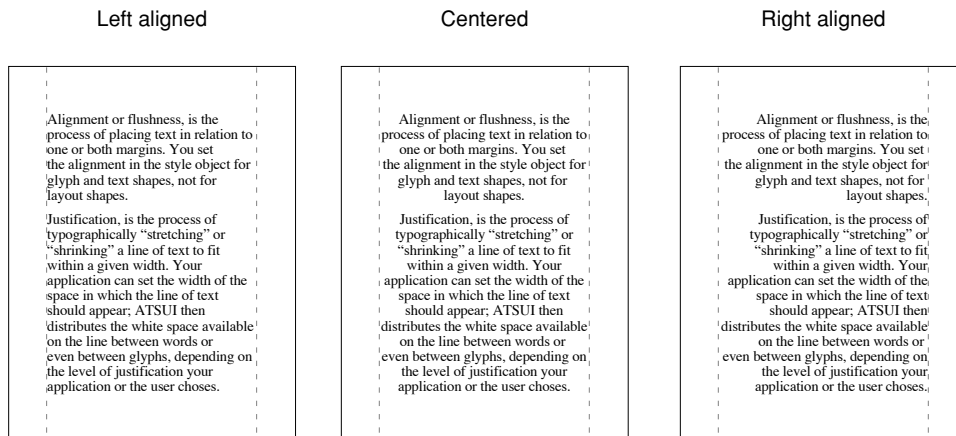 Left aligned
Centered
Right aligned
Alignment or flushness, is the
process of placing text in relation to
one or both margins. You set
the alignment in the style object for
glyph and text shapes, not for
layout shapes.
Justification, is the process of
typographically “stretching” or
“shrinking” a line of text to fit
within a given width. Your
application can set the width of the
space in which the line of text
should appear; ATSUI then
distributes the white space available
on the line between words or
even between glyphs, depending on
the level of justification your
application or the user choses.
Alignment or flushness, is the
process of placing text in relation to
one or both margins. You set
the alignment in the style object for
glyph and text shapes, not for
layout shapes.
Justification, is the process of
typographically “stretching” or
“shrinking” a line of text to fit
within a given width. Your
application can set the width of the
space in which the line of text
should appear; ATSUI then
distributes the white space available
on the line between words or
even between glyphs, depending on
the level of justification your
application or the user choses.
Alignment or flushness, is the
process of placing text in relation to
one or both margins. You set
the alignment in the style object for
glyph and text shapes, not for
layout shapes.
Justification, is the process of
typographically “stretching” or
“shrinking” a line of text to fit
within a given width. Your
application can set the width of the
space in which the line of text
should appear; ATSUI then
distributes the white space available
on the line between words or
even between glyphs, depending on
the level of justification your
application or the user choses.